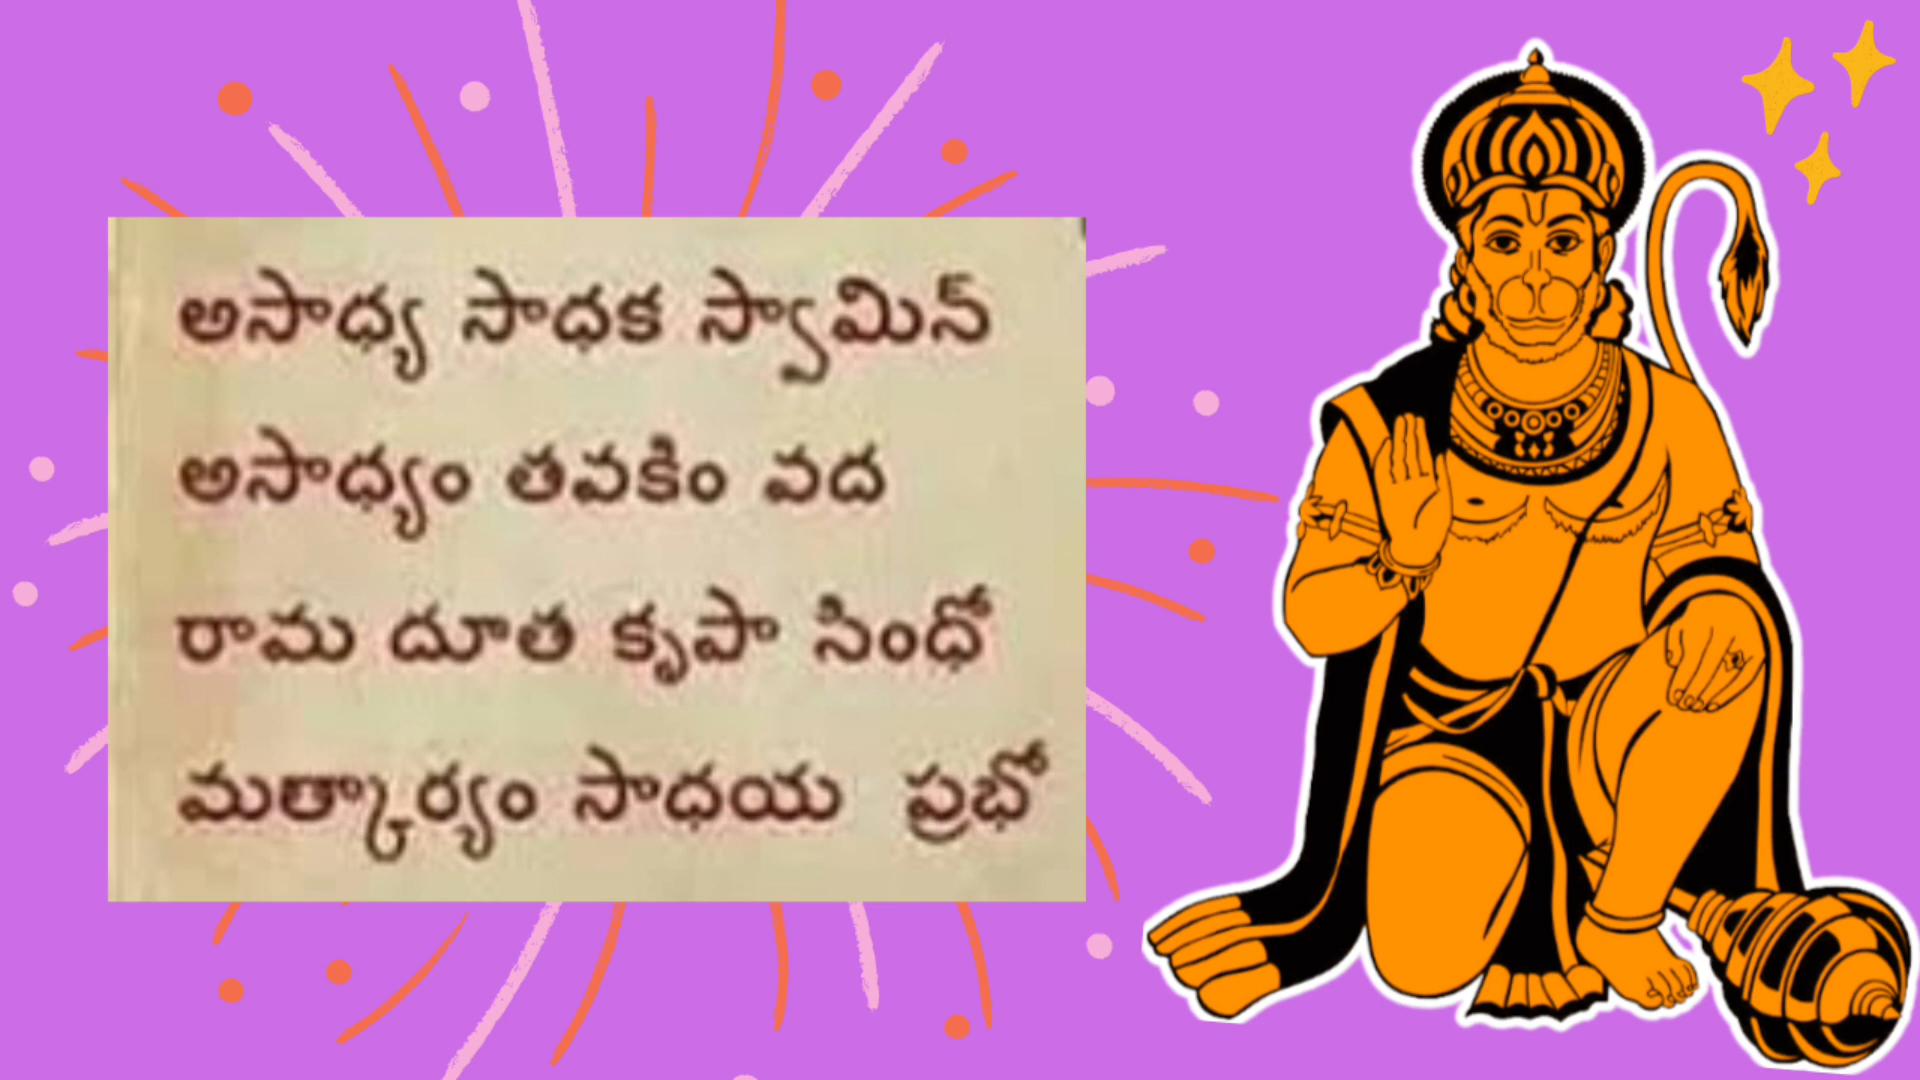 అసాధ్య సాధక స్వామిన్
అసాధ్యం తవకిం వద
రామ దూత కృపా సింధో
మత్కార్యం సాధయ ప్రభో